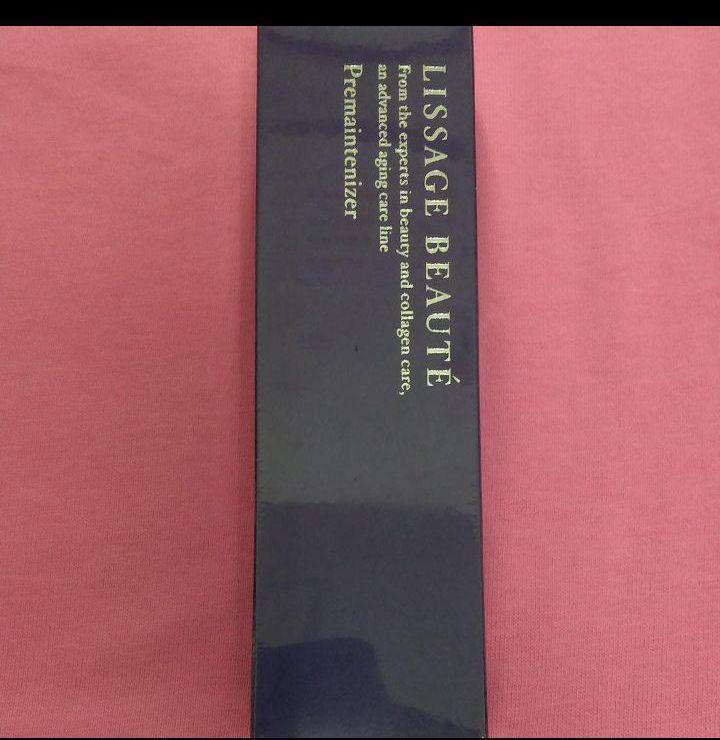 LISSAGE BEAUTÉ
From the experts in beauty and collagen care,
an advanced aging care line
Premaintenizer